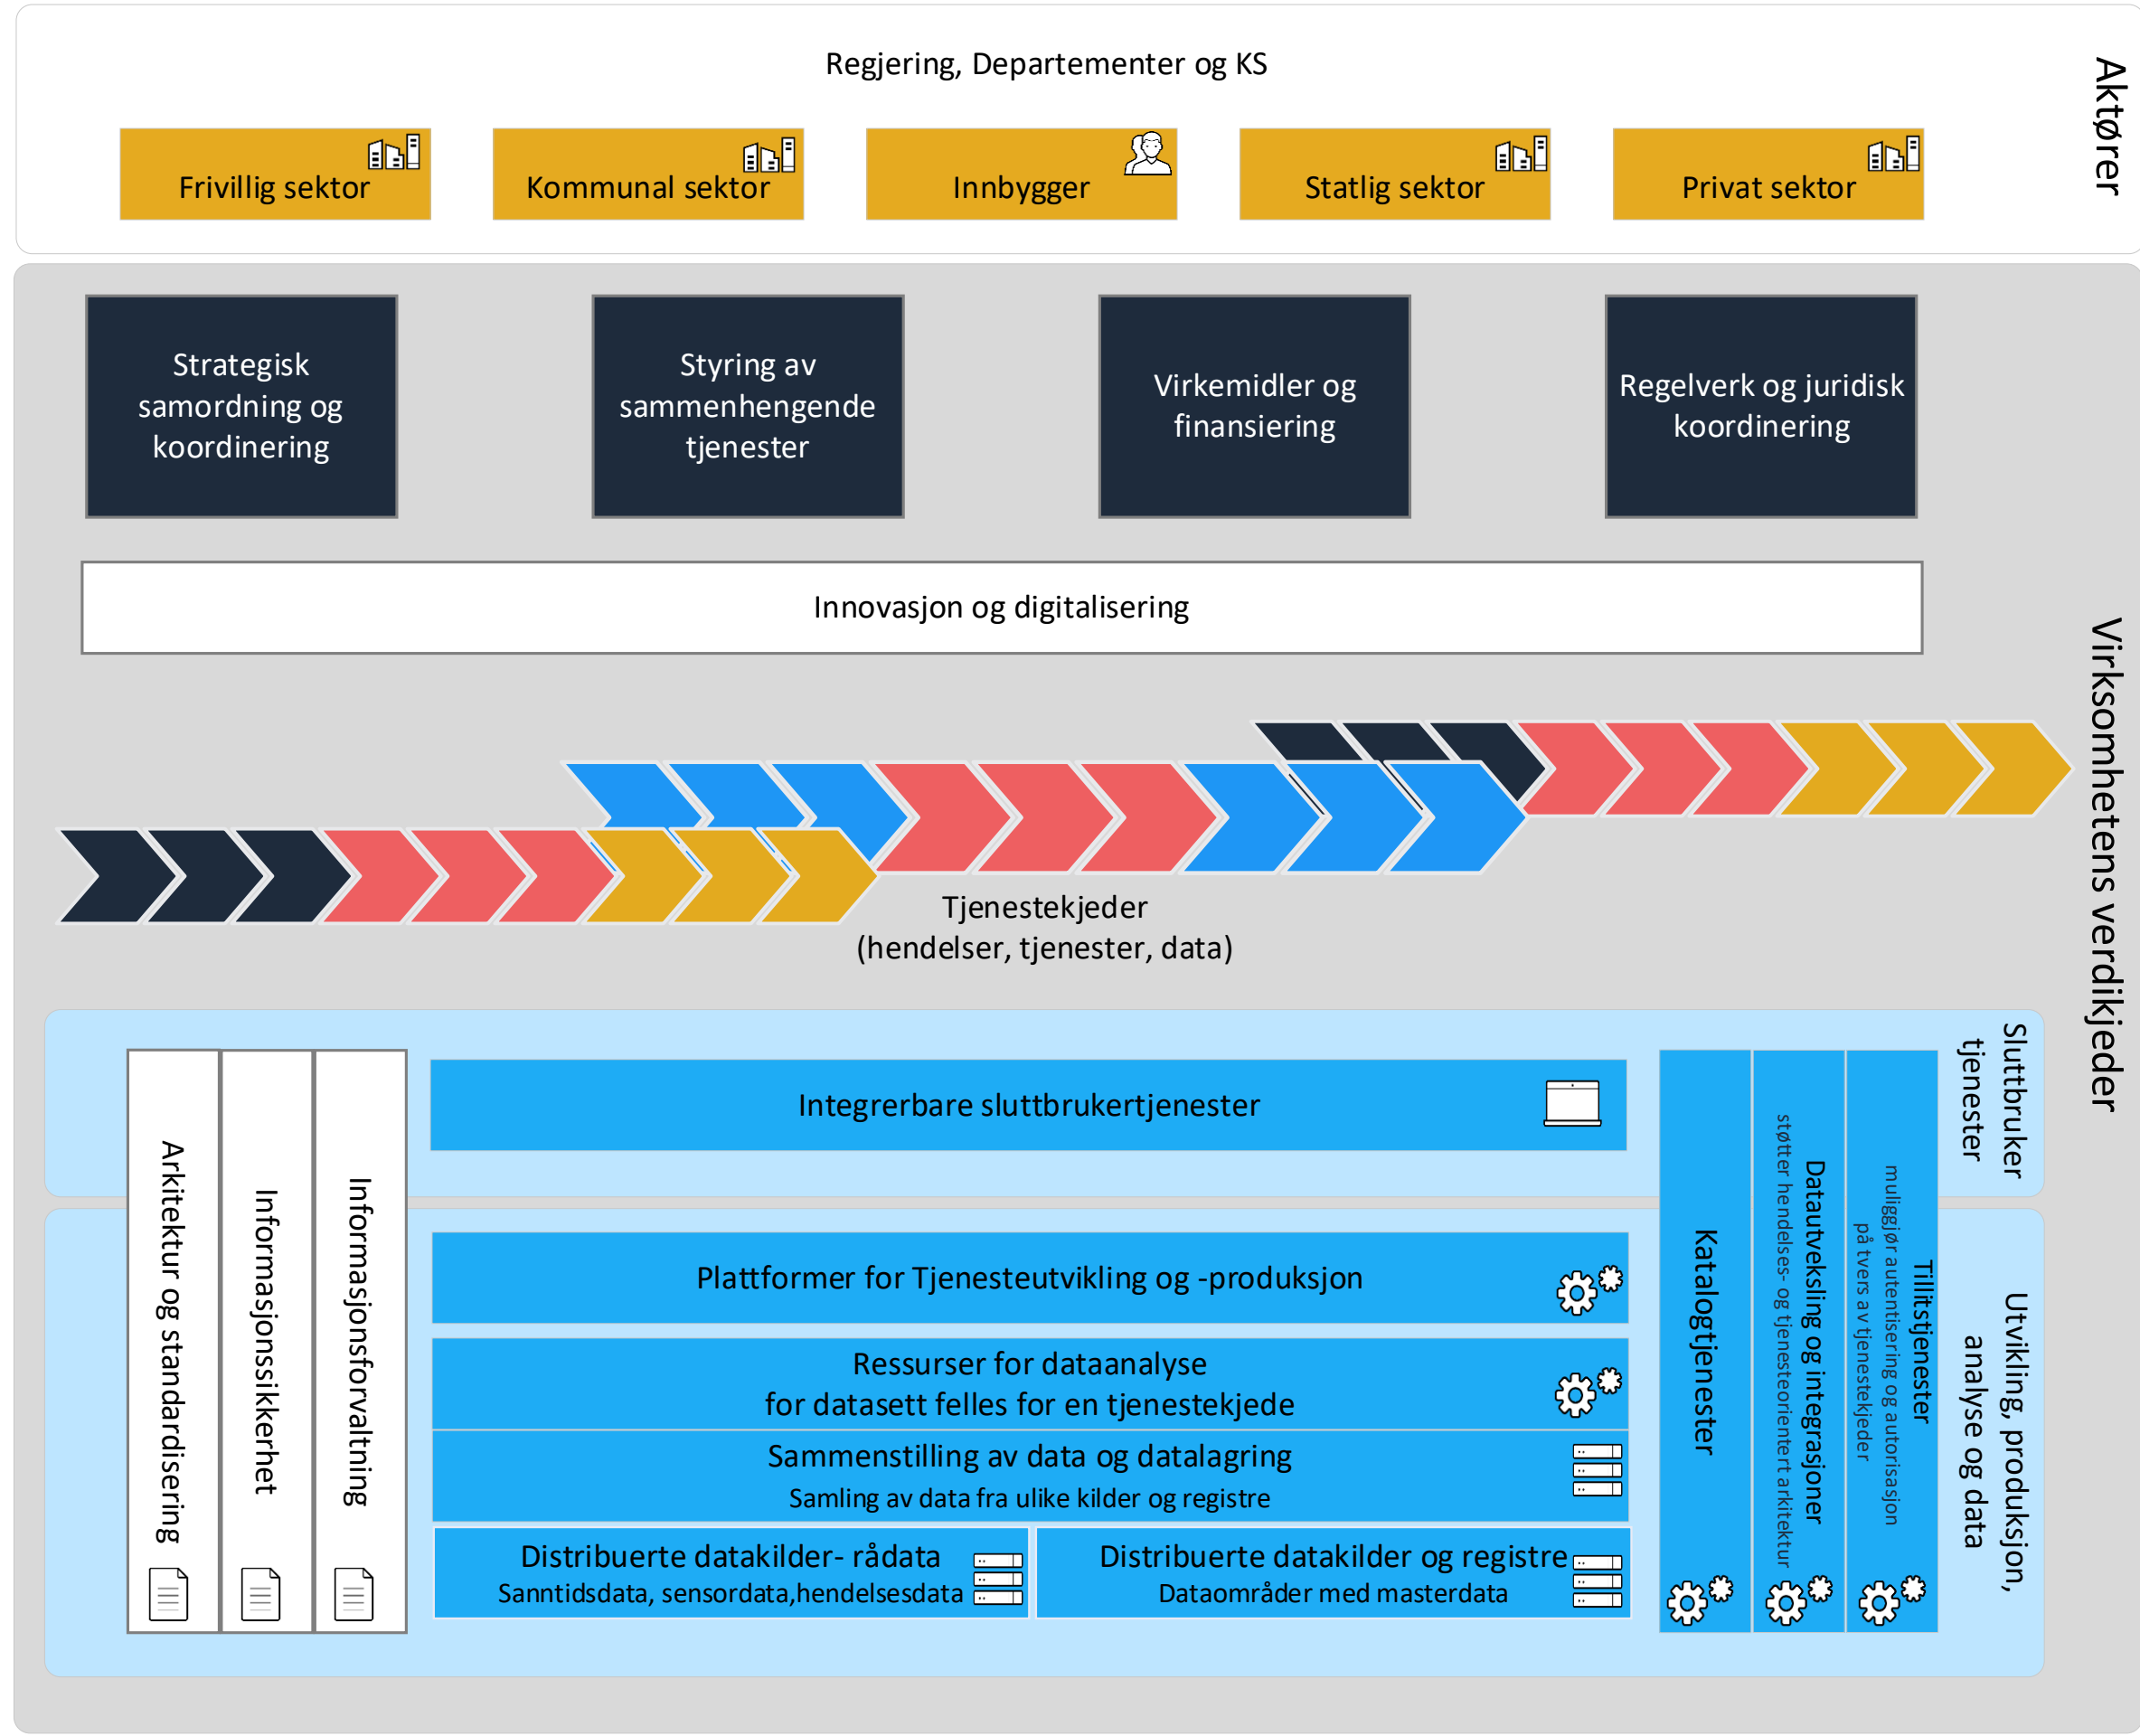 Regjering, Departementer og KS
Aktører
Frivillig sektor
Kommunal sektor
Innbygger
Statlig sektor
Privat sektor
Virksomhetens verdikjeder
Strategisk
samordning og
koordinering
Styring av
sammenhengende
tjenester
Virkemidler og
finansiering
Regelverk og juridisk
koordinering
Innovasjon og digitalisering
Tjenestekjeder
(hendelser, tjenester, data)
Sluttbruker
tjenester
Arkitektur og standardisering
Informasjonssikkerhet
Informasjonsforvaltning
Integrerbare sluttbrukertjenester
Plattformer for Tjenesteutvikling og -produksjon
Ressurser for dataanalyse
for datasett felles for en tjenestekjede
Sammenstilling av data og datalagring
Samling av data fra ulike kilder og registre
Distribuerte datakilder- rådata
Sanntidsdata, sensordata,hendelsesdata
Distribuerte datakilder og registre
Dataområder med masterdata
Katalogtjenester
Datautveksling og integrasjoner
støtter hendelses- og tjenesteorientert arkitektur
Tillitstjenester
muliggjør autentisering og autorisasjon
på tvers av tjenestekjeder
Utvikling, produksjon,
analyse og data